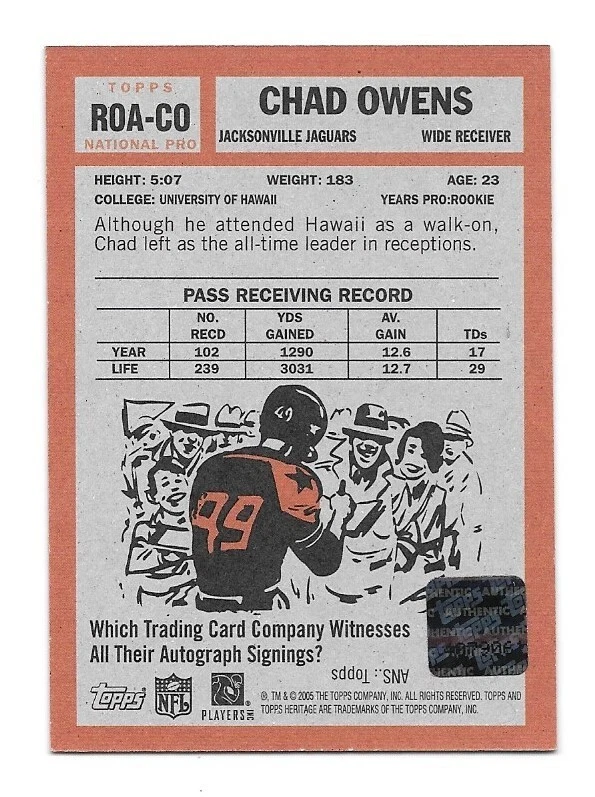 TOPPS
ROA-CO
NATIONAL PRO
CHAD OWENS
JACKSONVILLE JAGUARS WIDE RECEIVER
HEIGHT: 5:07 WEIGHT: 183 AGE: 23
COLLEGE: UNIVERSITY OF HAWAII YEARS PRO:ROOKIE
Although he attended Hawaii as a walk-on,
Chad left as the all-time leader in receptions.
PASS RECEIVING RECORD
NO. RECD YDS GAINED AV. GAIN TDs
YEAR 102 1290 12.6 17
LIFE 239 3031 12.7 29
49
99
Which Trading Card Company Witnesses
All Their Autograph Signings?
ANS.: Topps
AUTHENTIC
Topps NFL PLAYERS INC
®, TM & © 2005 THE TOPPS COMPANY, INC. ALL RIGHTS RESERVED. TOPPS AND
TOPPS HERITAGE ARE TRADEMARKS OF THE TOPPS COMPANY, INC.